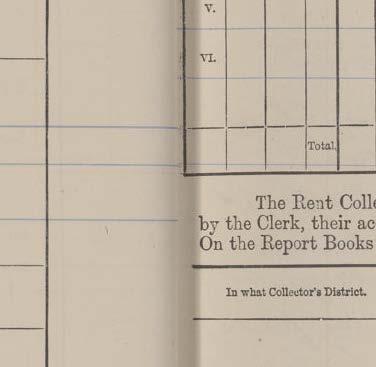 V.
VI.
Total.
The Rent Colle
by the Clerk, their ac
On the Report Books
In what Collector's District.